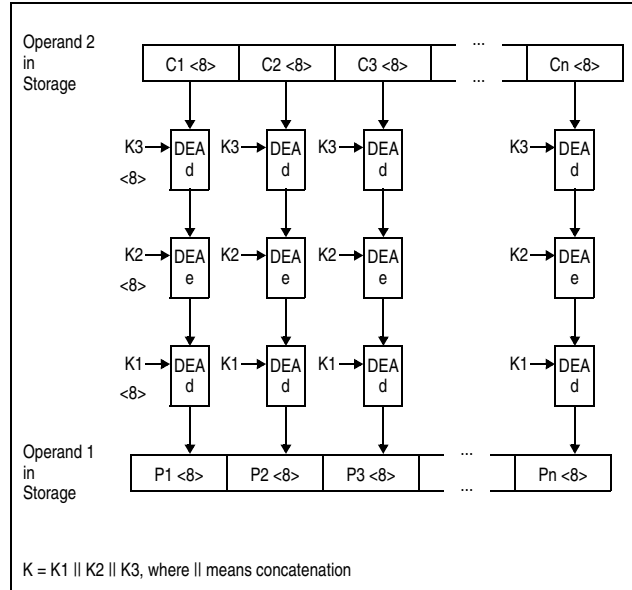 Operand 2
in
Storage
...
C1 <8> C2 <8> C3 <8> Cn <8>
...
K3 DEA K3 DEA K3 DEA K3 DEA
<8> d d d d
K2 DEA K2 DEA K2 DEA K2 DEA
<8> e e e e
K1 DEA K1 DEA K1 DEA K1 DEA
<8> d d d d
Operand 1
in
Storage
...
P1 <8> P2 <8> P3 <8> Pn <8>
...
K = K1 || K2 || K3, where || means concatenation